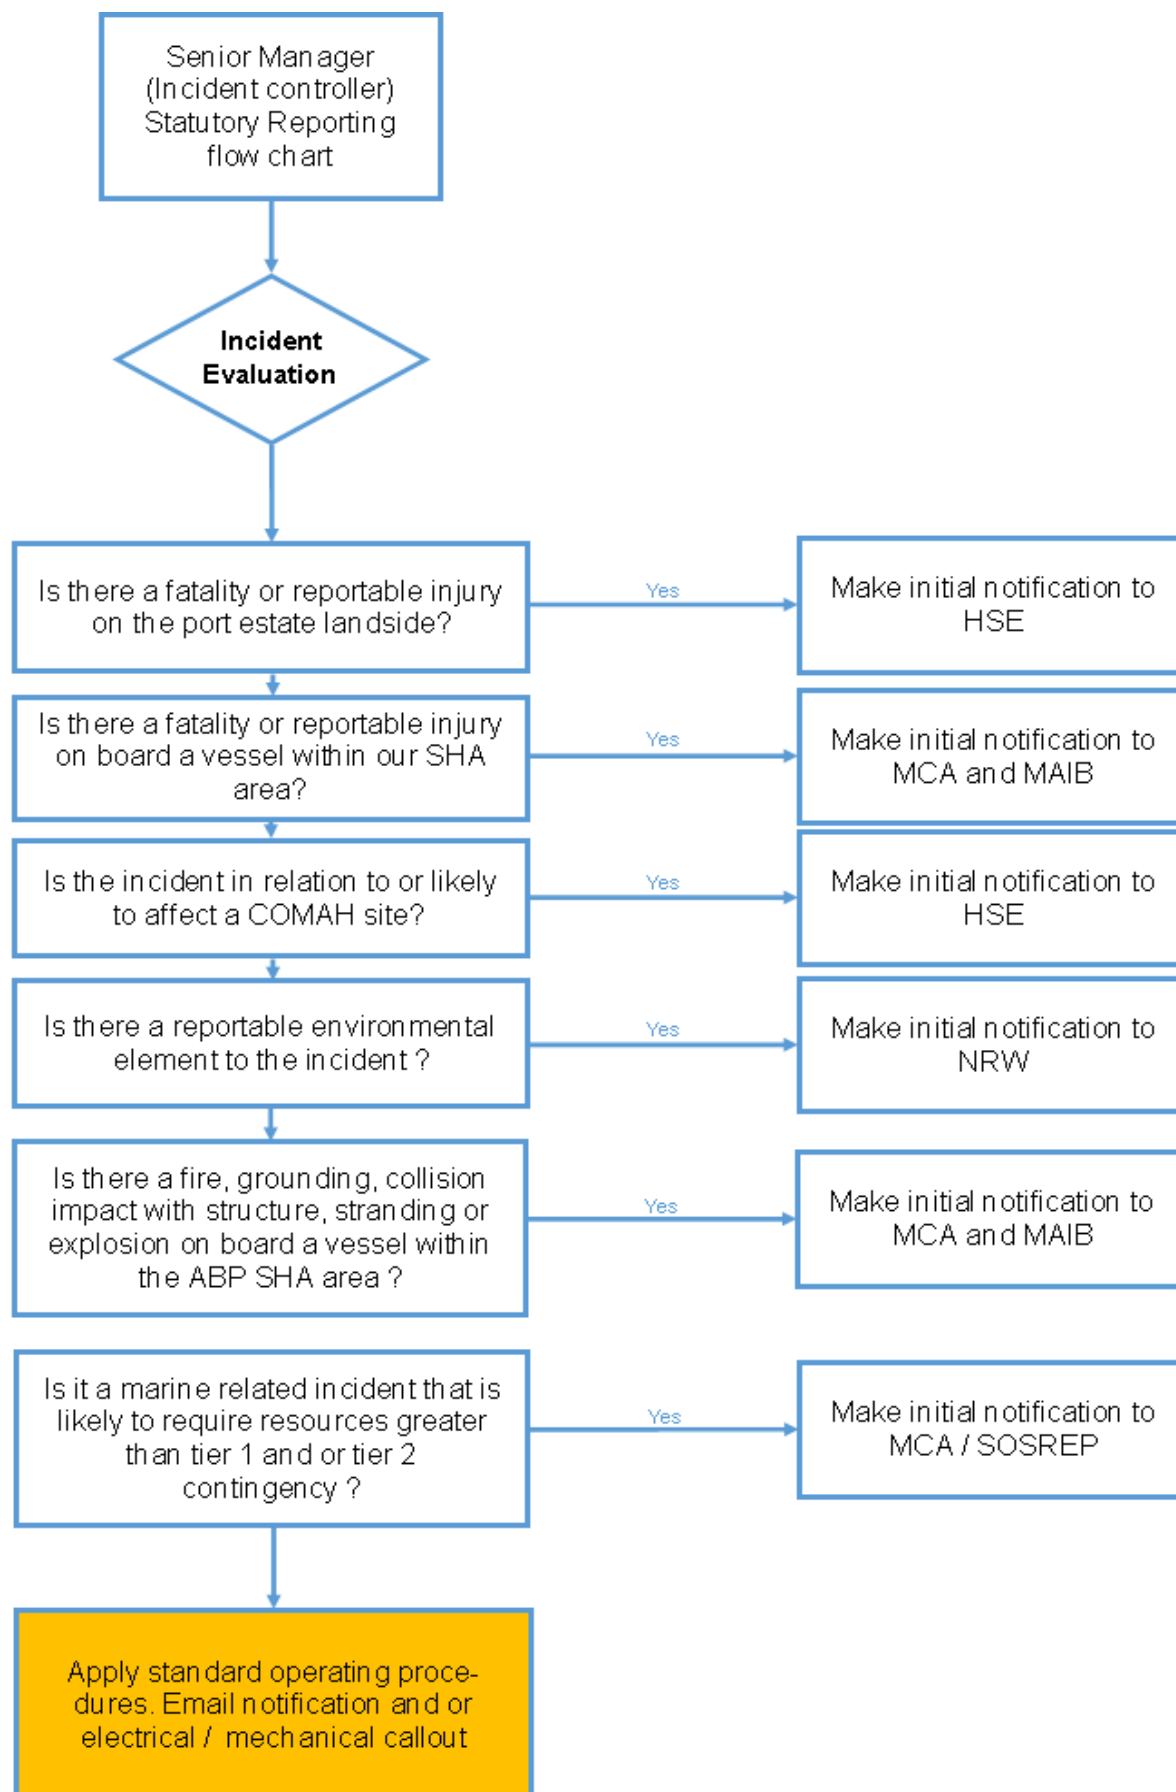 Senior Manager
(Incident controller)
Statutory Reporting
flow chart
Incident
Evaluation
Is there a fatality or reportable injury
on the port estate landside?
Yes
Make initial notification to
HSE
Is there a fatality or reportable injury
on board a vessel within our SHA
area?
Yes
Make initial notification to
MCA and MAIB
Is the incident in relation to or likely
to affect a COMAH site?
Yes
Make initial notification to
HSE
Is there a reportable environmental
element to the incident ?
Yes
Make initial notification to
NRW
Is there a fire, grounding, collision
impact with structure, stranding or
explosion on board a vessel within
the ABP SHA area ?
Yes
Make initial notification to
MCA and MAIB
Is it a marine related incident that is
likely to require resources greater
than tier 1 and or tier 2
contingency ?
Yes
Make initial notification to
MCA / SOSREP
Apply standard operating proce-
dures. Email notification and or
electrical / mechanical callout